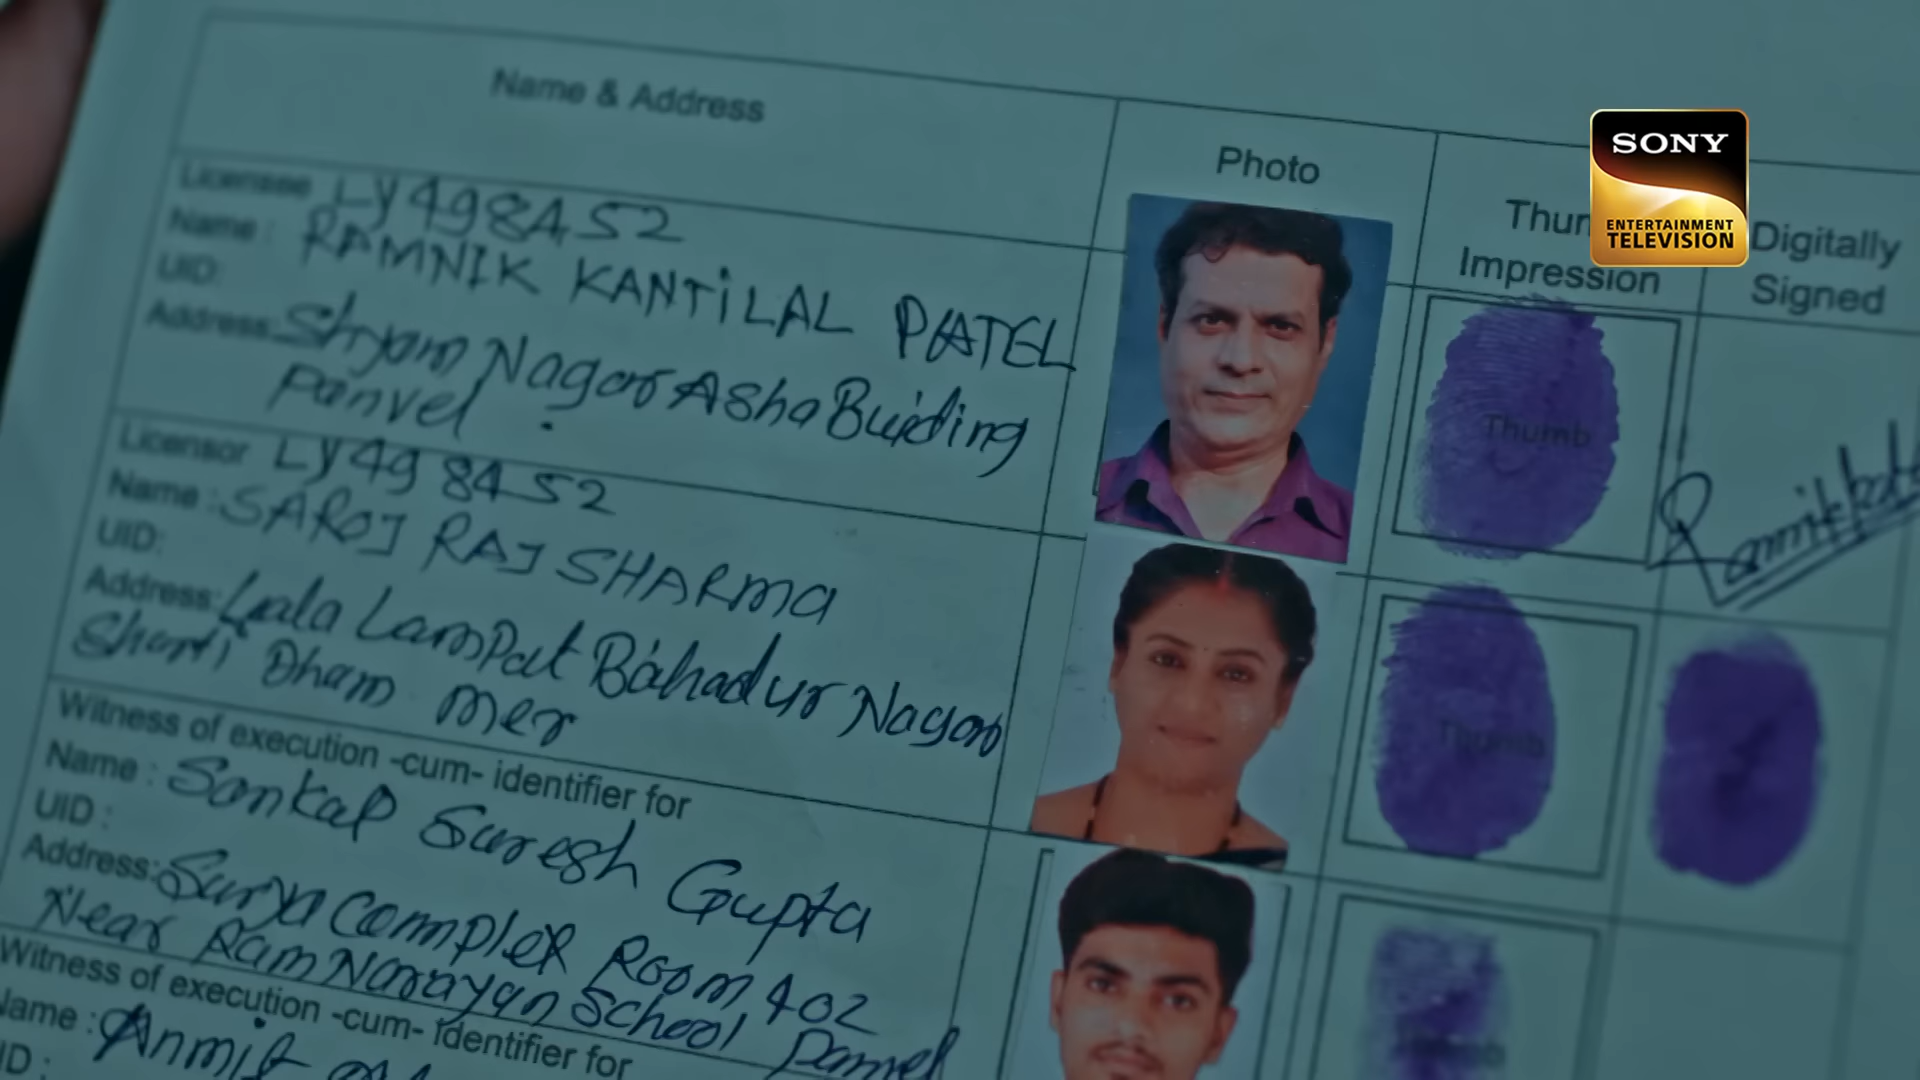 Name & Address
Photo
Thum
Impression
Digitally
Signed
SONY
ENTERTAINMENT
TELEVISION
Licensee LY498452
Name : RAMNIK KANTiLAL PATEL
UID:
Address: Shyam Nagar Asha Building
Panvel .
Thumb
Licensor LY498452
Name : SAROJ RAJ SHARMA
UID:
Address: Lala LamPat Bahadur Nagar
Shanti Dham mer
Thumb
Witness of execution -cum- identifier for
Name : Sankalp Suresh Gupta
UID :
Address: Surya Complex Room 402
Near Ram Narayan School Panvel
Witness of execution -cum- identifier for
Name : Anmit
UID :